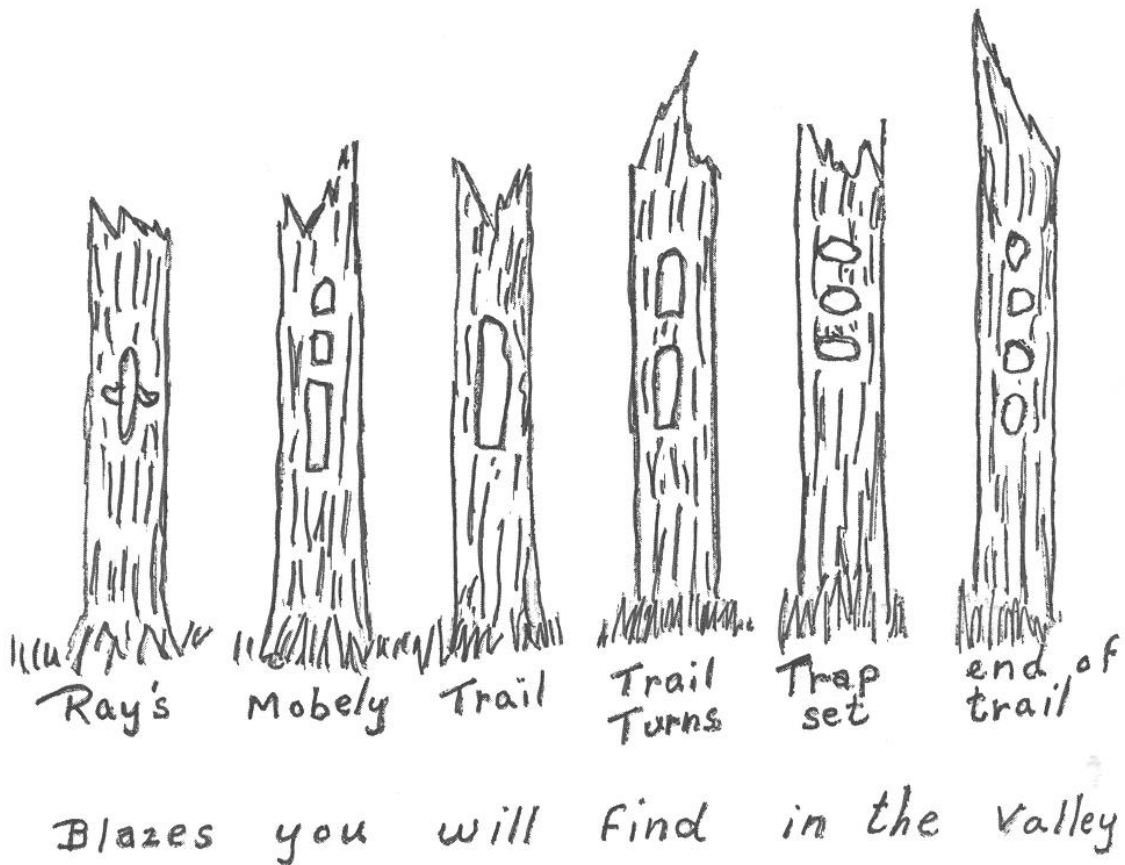 Ray's
Mobely
Trail
Trail
Turns
Trap
set
end of
trail
Blazes you will find in the Valley